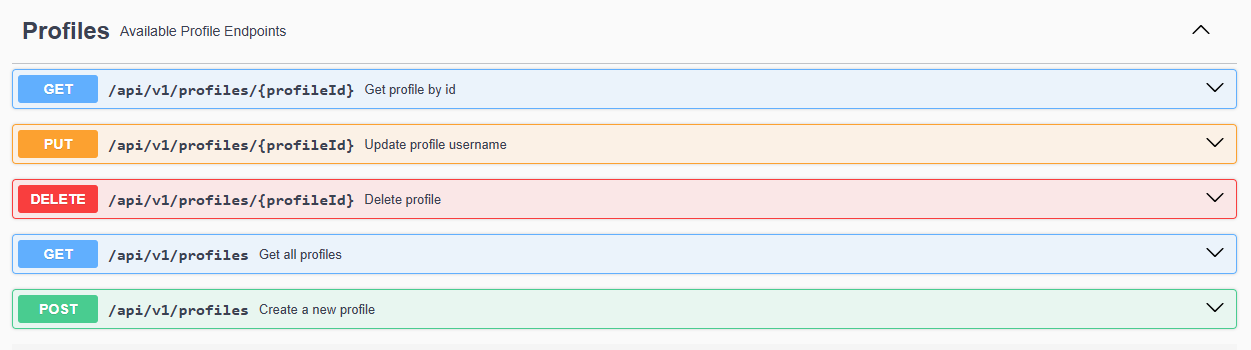 Profiles Available Profile Endpoints
GET /api/v1/profiles/{profileId} Get profile by id
PUT /api/v1/profiles/{profileId} Update profile username
DELETE /api/v1/profiles/{profileId} Delete profile
GET /api/v1/profiles Get all profiles
POST /api/v1/profiles Create a new profile